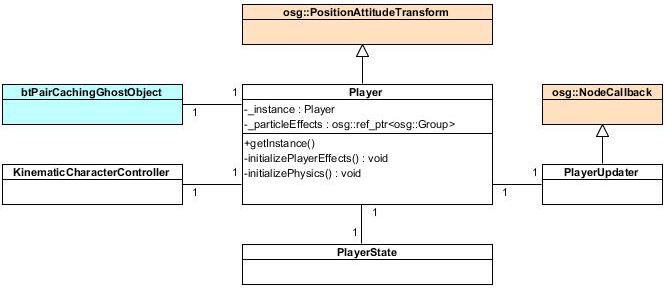 osg::PositionAttitudeTransform
btPairCachingGhostObject
1
1
Player
-_instance : Player
-_particleEffects : osg::ref_ptr<osg::Group>
+getInstance()
-initializePlayerEffects() : void
-initializePhysics() : void
osg::NodeCallback
KinematicCharacterController
1
1
1
1
PlayerUpdater
1
1
PlayerState